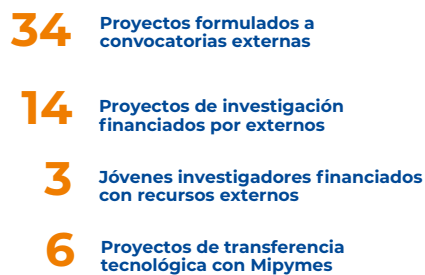 34
Proyectos formulados a
convocatorias externas
14
Proyectos de investigación
financiados por externos
3
Jóvenes investigadores financiados
con recursos externos
6
Proyectos de transferencia
tecnológica con Mipymes